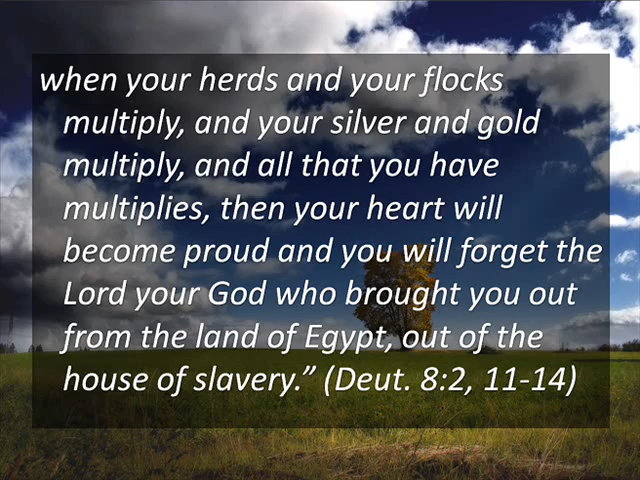 when your herds and your flocks
multiply, and your silver and gold
multiply, and all that you have
multiplies, then your heart will
become proud and you will forget the
Lord your God who brought you out
from the land of Egypt, out of the
house of slavery.” (Deut. 8:2, 11-14)